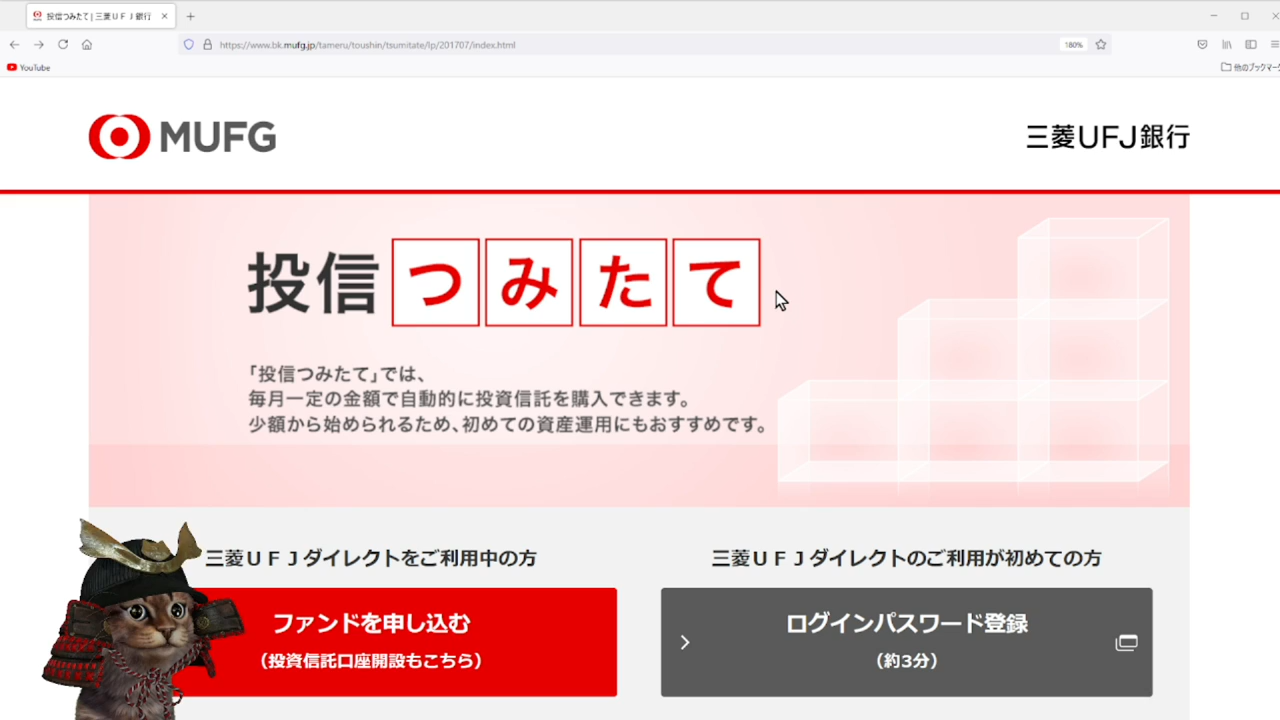 投信つみたて | 三菱ＵＦＪ銀行
https://www.bk.mufg.jp/tameru/toushin/tsumitate/lp/201707/index.html
180%
YouTube
他のブックマーク
MUFG
三菱UFJ銀行
投信つみたて
「投信つみたて」では、
毎月一定の金額で自動的に投資信託を購入できます。
少額から始められるため、初めての資産運用にもおすすめです。
三菱ＵＦＪダイレクトをご利用中の方
三菱ＵＦＪダイレクトのご利用が初めての方
ファンドを申し込む
（投資信託口座開設もこちら）
ログインパスワード登録
（約3分）